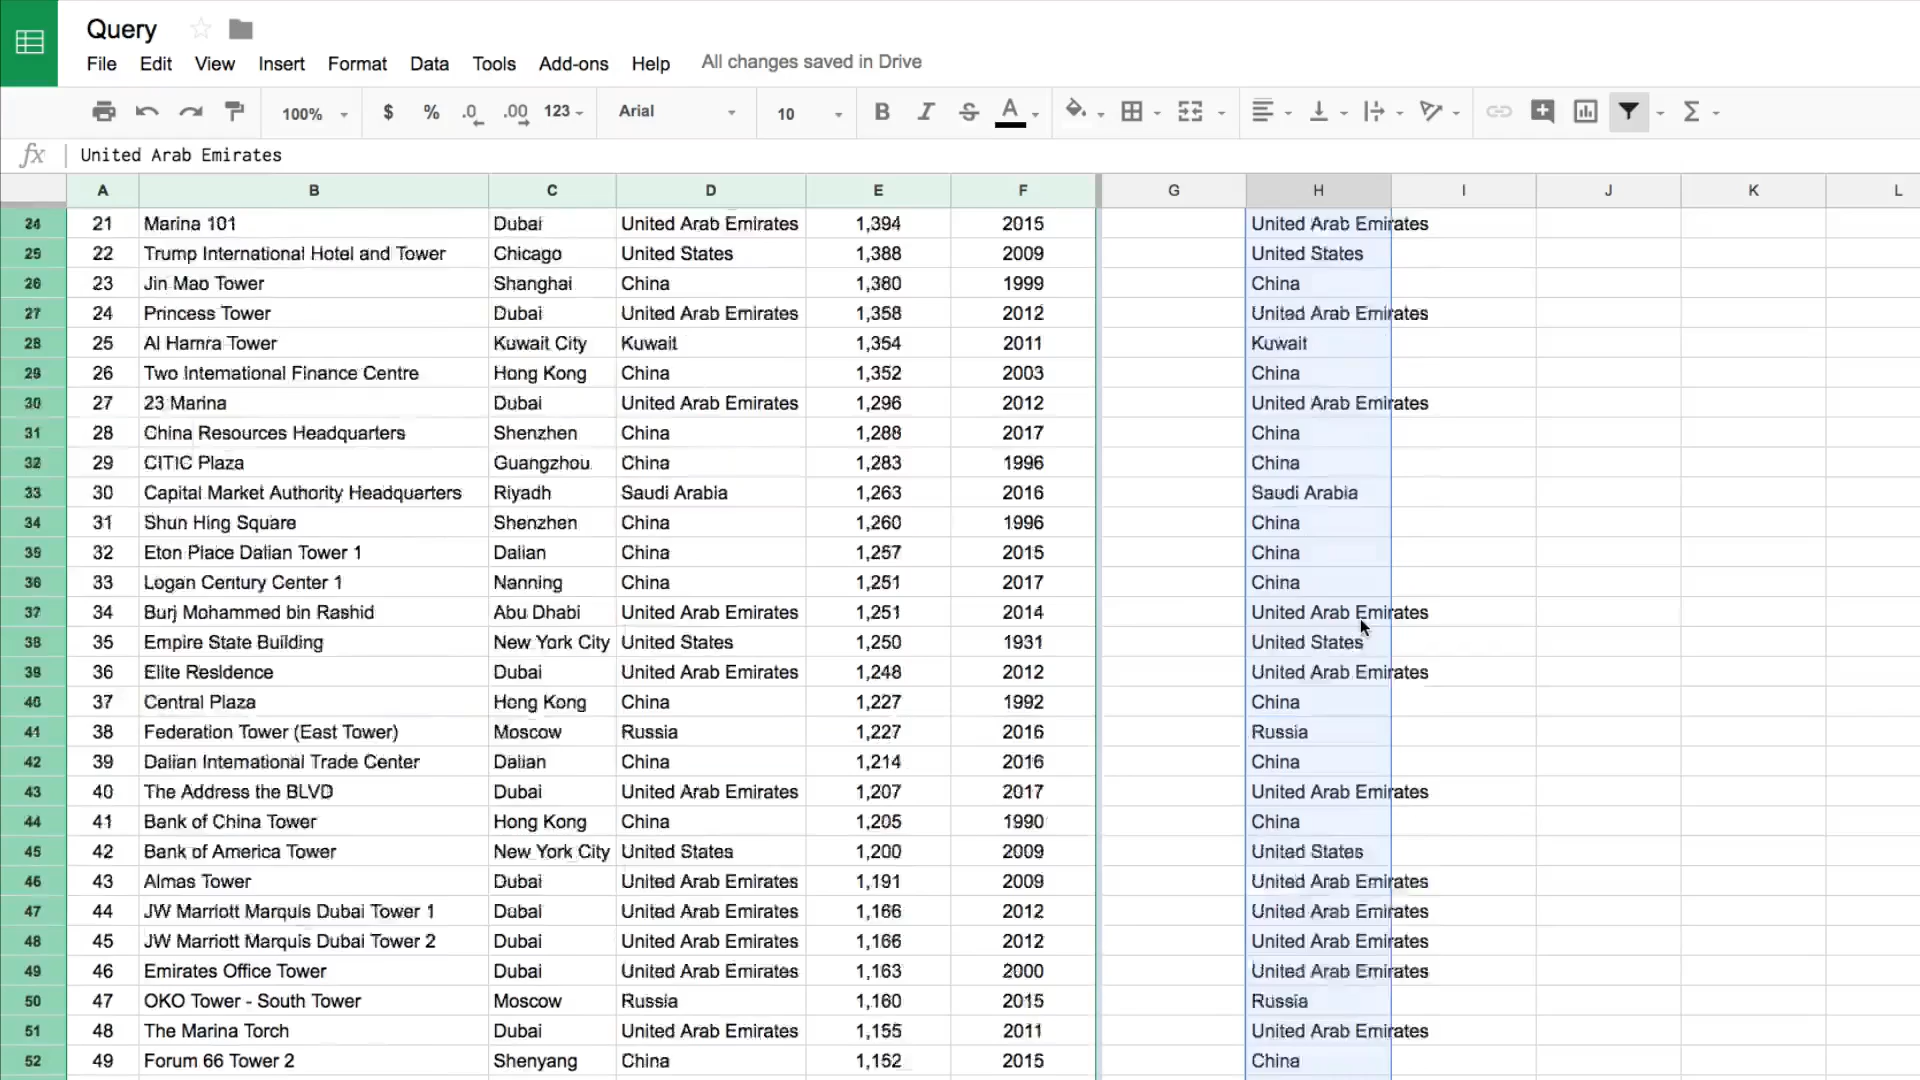 Query
File Edit View Insert Format Data Tools Add-ons Help All changes saved in Drive
100% $ % .0 .00 123 Arial 10 B I S A Σ
fx United Arab Emirates
A B C D E F G H I J K L
24 21 Marina 101 Dubai United Arab Emirates 1,394 2015 United Arab Emirates
25 22 Trump International Hotel and Tower Chicago United States 1,388 2009 United States
26 23 Jin Mao Tower Shanghai China 1,380 1999 China
27 24 Princess Tower Dubai United Arab Emirates 1,358 2012 United Arab Emirates
28 25 Al Hamra Tower Kuwait City Kuwait 1,354 2011 Kuwait
29 26 Two International Finance Centre Hong Kong China 1,352 2003 China
30 27 23 Marina Dubai United Arab Emirates 1,296 2012 United Arab Emirates
31 28 China Resources Headquarters Shenzhen China 1,288 2017 China
32 29 CITIC Plaza Guangzhou China 1,283 1996 China
33 30 Capital Market Authority Headquarters Riyadh Saudi Arabia 1,263 2016 Saudi Arabia
34 31 Shun Hing Square Shenzhen China 1,260 1996 China
35 32 Eton Place Dalian Tower 1 Dalian China 1,257 2015 China
36 33 Logan Century Center 1 Nanning China 1,251 2017 China
37 34 Burj Mohammed bin Rashid Abu Dhabi United Arab Emirates 1,251 2014 United Arab Emirates
38 35 Empire State Building New York City United States 1,250 1931 United States
39 36 Elite Residence Dubai United Arab Emirates 1,248 2012 United Arab Emirates
40 37 Central Plaza Hong Kong China 1,227 1992 China
41 38 Federation Tower (East Tower) Moscow Russia 1,227 2016 Russia
42 39 Dalian International Trade Center Dalian China 1,214 2016 China
43 40 The Address the BLVD Dubai United Arab Emirates 1,207 2017 United Arab Emirates
44 41 Bank of China Tower Hong Kong China 1,205 1990 China
45 42 Bank of America Tower New York City United States 1,200 2009 United States
46 43 Almas Tower Dubai United Arab Emirates 1,191 2009 United Arab Emirates
47 44 JW Marriott Marquis Dubai Tower 1 Dubai United Arab Emirates 1,166 2012 United Arab Emirates
48 45 JW Marriott Marquis Dubai Tower 2 Dubai United Arab Emirates 1,166 2012 United Arab Emirates
49 46 Emirates Office Tower Dubai United Arab Emirates 1,163 2000 United Arab Emirates
50 47 OKO Tower - South Tower Moscow Russia 1,160 2015 Russia
51 48 The Marina Torch Dubai United Arab Emirates 1,155 2011 United Arab Emirates
52 49 Forum 66 Tower 2 Shenyang China 1,152 2015 China